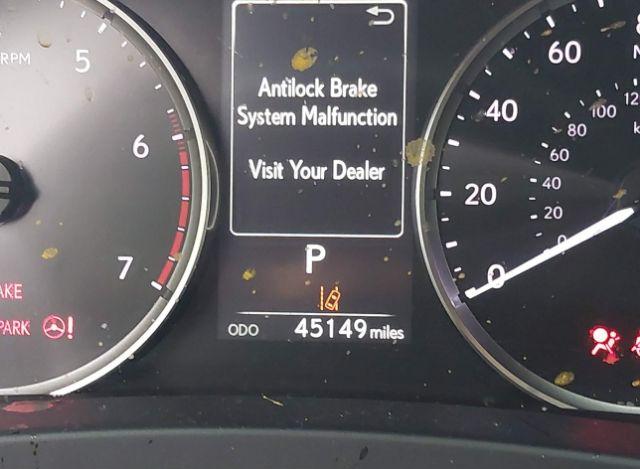 RPM
5
6
7
AKE
PARK
!
Antilock Brake
System Malfunction
Visit Your Dealer
P
ODO 45149 miles
60
40
20
0
100
80
60
40
20
0